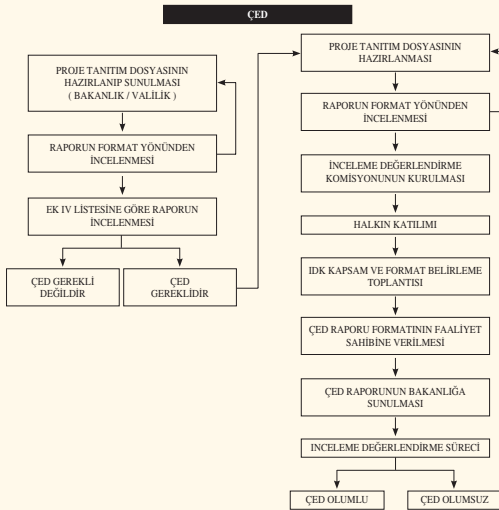 ÇED
PROJE TANITIM DOSYASININ
HAZIRLANIP SUNULMASI
( BAKANLIK / VALİLİK )
RAPORUN FORMAT YÖNÜNDEN
İNCELENMESİ
EK IV LİSTESİNE GÖRE RAPORUN
İNCELENMESİ
ÇED GEREKLİ
DEĞİLDİR
ÇED
GEREKLİDİR
PROJE TANITIM DOSYASININ
HAZIRLANMASI
RAPORUN FORMAT YÖNÜNDEN
İNCELENMESİ
İNCELEME DEĞERLENDİRME
KOMİSYONUNUN KURULMASI
HALKIN KATILIMI
IDK KAPSAM VE FORMAT BELİRLEME
TOPLANTISI
ÇED RAPORU FORMATININ FAALİYET
SAHİBİNE VERİLMESİ
ÇED RAPORUNUN BAKANLIĞA
SUNULMASI
INCELEME DEĞERLENDİRME SÜRECİ
ÇED OLUMLU
ÇED OLUMSUZ